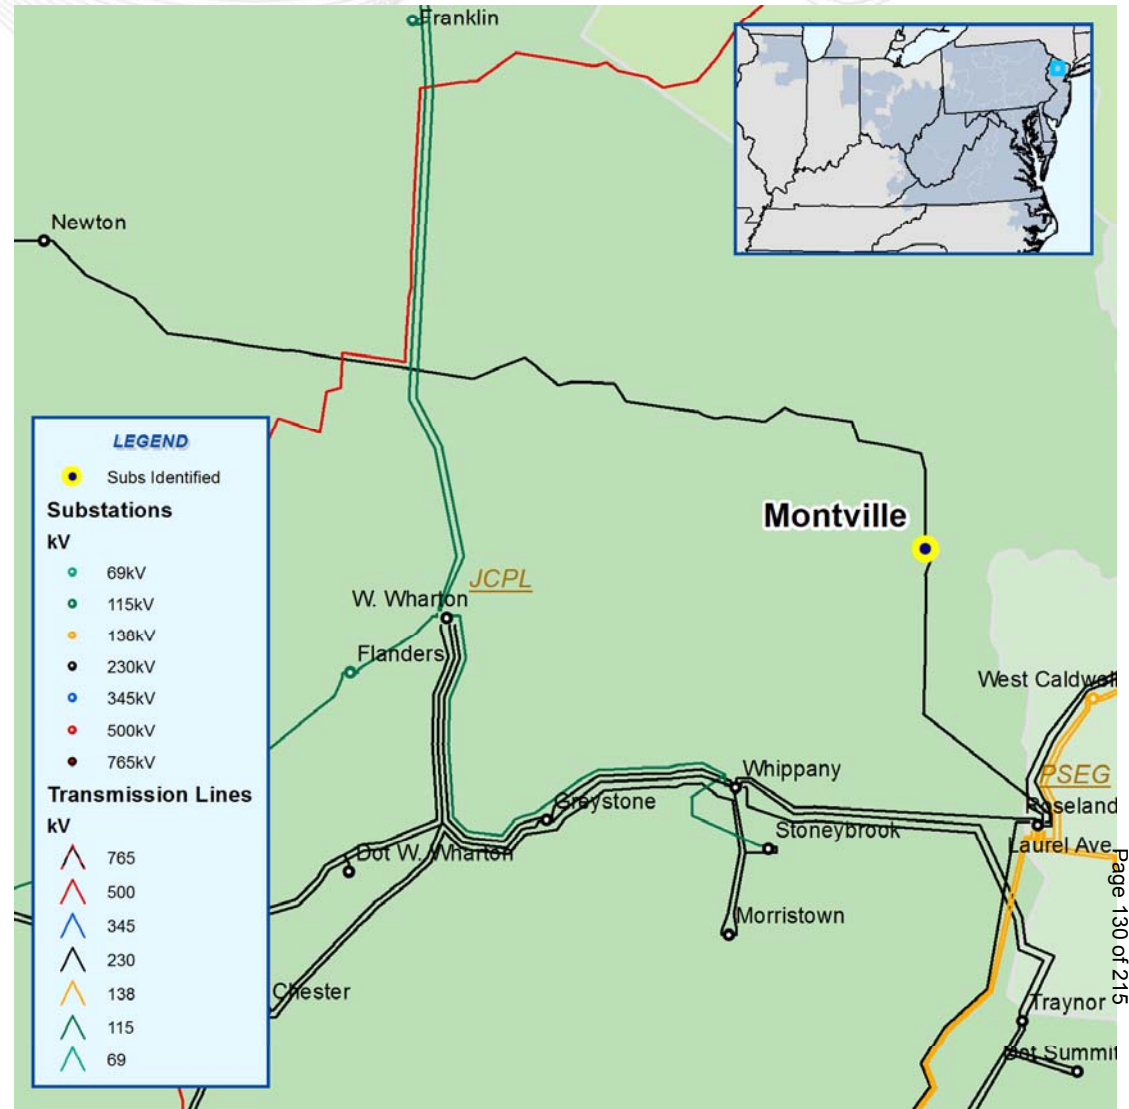 Franklin
Newton
Montville
JCPL
W. Wharton
Flanders
West Caldwell
PSEG
Whippany
Roseland
Greystone
Stoneybrook
Laurel Ave.
Dot W. Wharton
Morristown
Chester
Traynor
Dot Summit
LEGEND
Subs Identified
Substations
kV
69kV
115kV
138kV
230kV
345kV
500kV
765kV
Transmission Lines
kV
765
500
345
230
138
115
69
Page 130 of 215